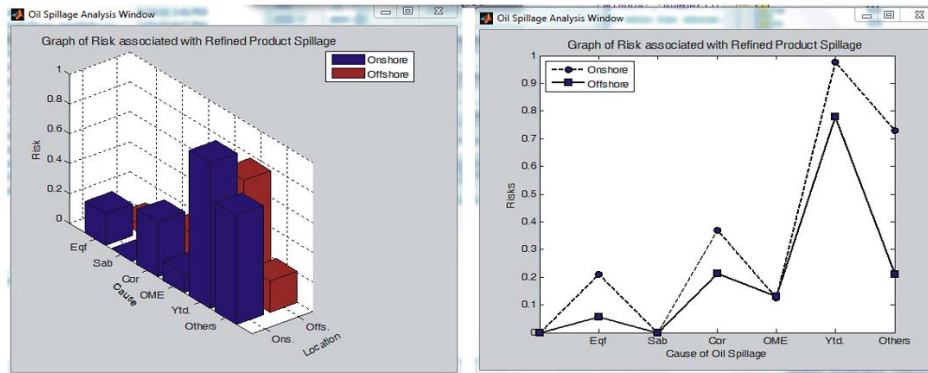 Oil Spillage Analysis Window
Graph of Risk associated with Refined Product Spillage
Onshore
Offshore
1
0.8
0.6
0.4
0.2
0
Risk
Eqf
Sab
Cor
OME
Ytd.
Others
Cause
Ons.
Offs.
Location
Oil Spillage Analysis Window
Graph of Risk associated with Refined Product Spillage
Onshore
Offshore
1
0.9
0.8
0.7
0.6
0.5
0.4
0.3
0.2
0.1
0
Risks
Eqf
Sab
Cor
OME
Ytd.
Others
Cause of Oil Spillage